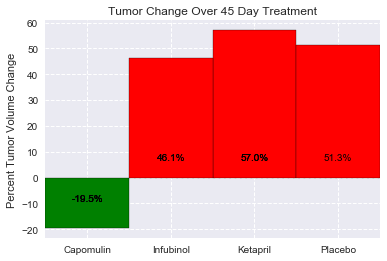 Tumor Change Over 45 Day Treatment
Percent Tumor Volume Change
60
50
40
30
20
10
0
−10
−20
46.1%
57.0%
51.3%
-19.5%
Capomulin
Infubinol
Ketapril
Placebo